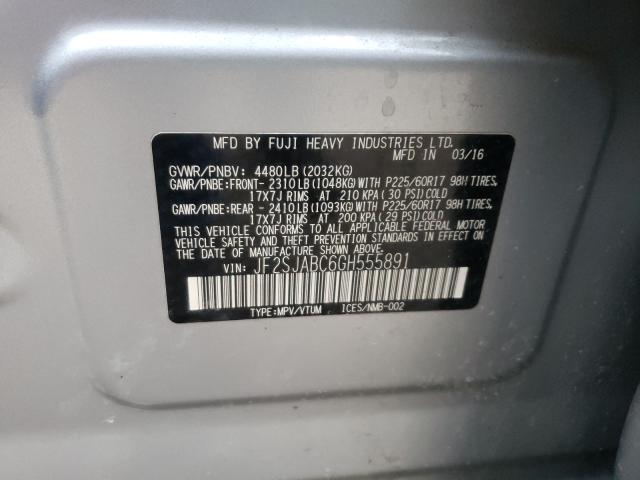 MFD BY FUJI HEAVY INDUSTRIES LTD.
MFD IN 03/16
GVWR/PNBV: 4480LB (2032KG)
GAWR/PNBE:FRONT- 2310LB (1048KG)WITH P225/60R17 98H TIRES,
17X7J RIMS AT 210 KPA (30 PSI)COLD
GAWR/PNBE:REAR -2410LB (1093KG)WITH P225/60R17 98H TIRES,
17X7J RIMS AT 200 KPA (29 PSI)COLD
THIS VEHICLE CONFORMS TO ALL APPLICABLE FEDERAL MOTOR
VEHICLE SAFETY AND THEFT PREVENTION STANDARDS IN EFFECT ON
THE DATE OF MANUFACTURE SHOWN ABOVE.
VIN: JF2SJABC6GH555891
TYPE:MPV/VTUM ICES/NMB-002